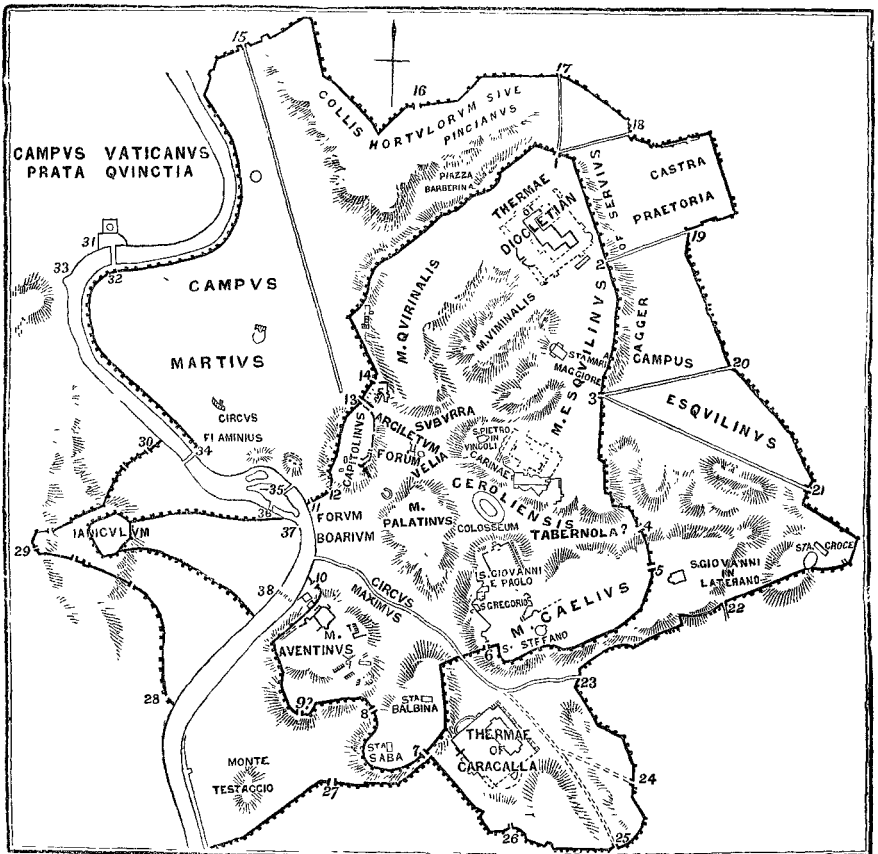 15
17
16
COLLIS
HORTVLORVM SIVE
PINCIANVS
18
CAMPVS VATICANVS
PRATA QVINCTIA
PIAZZA
BARBERINA
1
CASTRA
PRAETORIA
THERMAE
OF
DIOCLETIAN
AGGER OF SERVIUS
19
31
33
32
2
CAMPVS
M. QVIRINALIS
M. VIMINALIS
MARTIVS
STA MARIA
MAGGIORE
M. ESQVILINVS
CAMPUS
20
14
13
3
ESQVILINVS
CIRCVS
FLAMINIUS
CAPITOLINVS
ARCILETVM
SVBVRRA
S. PIETRO
IN
VINCOLI
FORUM
VELIA
CARINAE
30
34
35
21
12
11
36
37
CEROLIENSIS
FORVM
BOARIVM
M.
PALATINVS
COLOSSEUM
TABERNOLA?
4
29
IANICVLVM
STA CROCE
5
S. GIOVANNI
IN
LATERANO
S. GIOVANNI
E PAOLO
10
CIRCVS
MAXIMVS
38
S. GREGORIO
M. CAELIVS
22
S. STEFFANO
M.
AVENTINVS
6
23
28
9?
8
STA
BALBINA
STA
SABA
7
THERMAE
OF
CARACALLA
MONTE
TESTACCIO
27
24
26
25